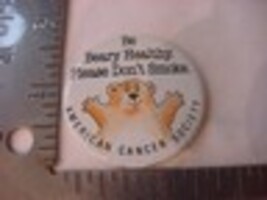 Be
Beary Healthy.
Please Don't Smoke.
AMERICAN CANCER SOCIETY